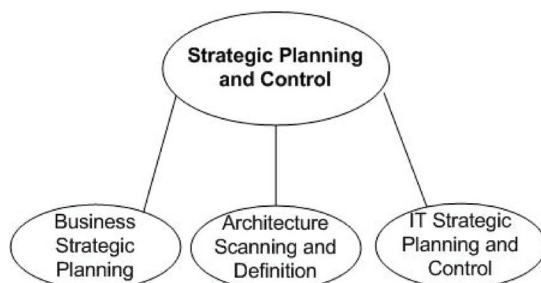 Strategic Planning
and Control
Business
Strategic
Planning
Architecture
Scanning and
Definition
IT Strategic
Planning and
Control